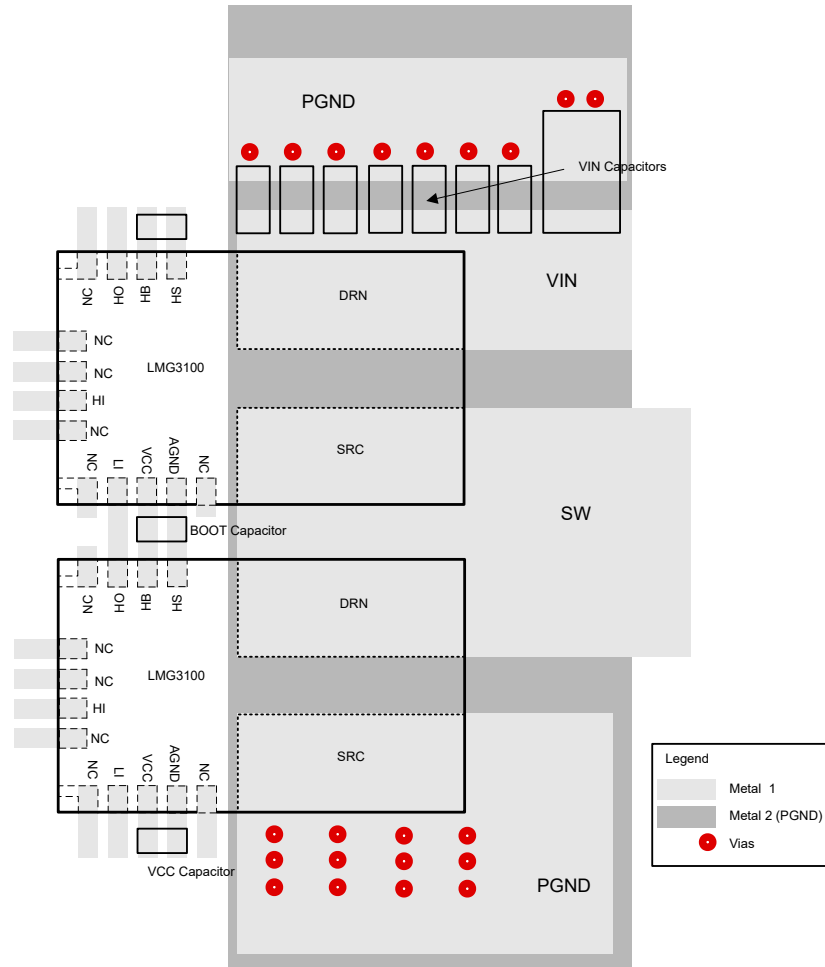 PGND
VIN Capacitors
VIN
NC
HO
HB
HS
DRN
NC
LMG3100
NC
HI
NC
SRC
NC
LI
VCC
AGND
NC
SW
BOOT Capacitor
NC
HO
HB
HS
DRN
NC
LMG3100
NC
HI
NC
SRC
NC
LI
VCC
AGND
NC
VCC Capacitor
PGND
Legend
Metal 1
Metal 2 (PGND)
Vias